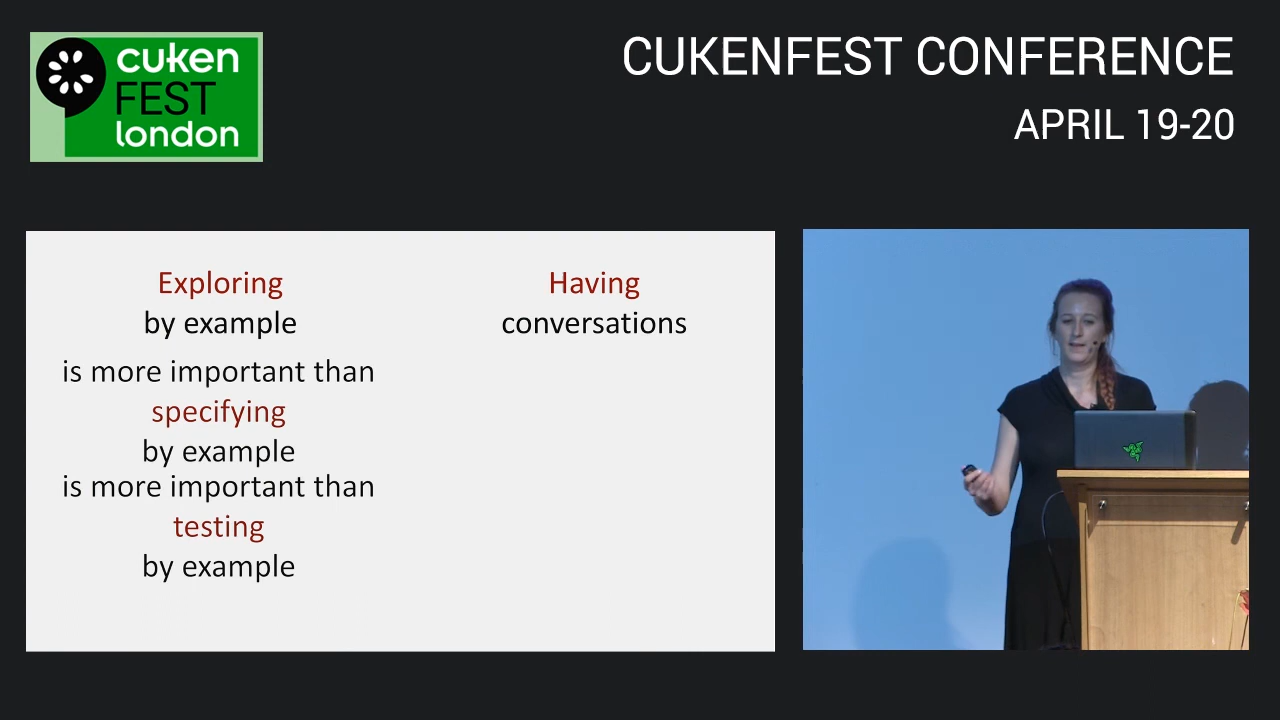 cuken
FEST
london
CUKENFEST CONFERENCE
APRIL 19-20
Exploring
by example
is more important than
specifying
by example
is more important than
testing
by example
Having
conversations